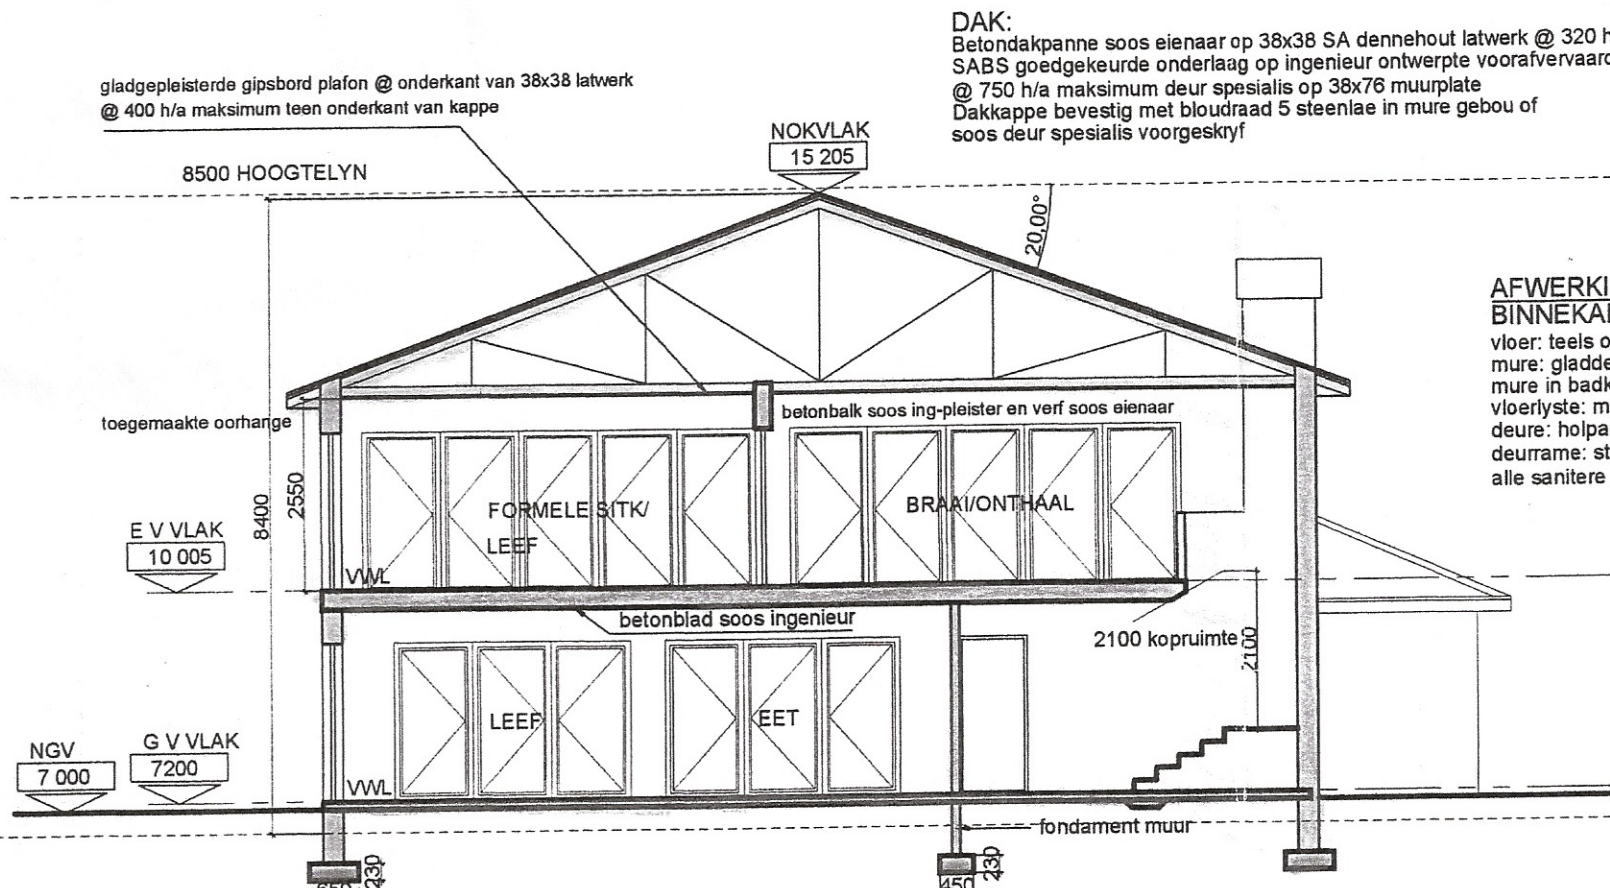 DAK:
Betondakpanne soos eienaar op 38x38 SA dennehout latwerk @ 320 h
SABS goedgekeurde onderlaag op ingenieur ontwerpte voorafvervaard
@ 750 h/a maksimum deur spesialis op 38x76 muurplate
Dakkappe bevestig met bloudraad 5 steenlae in mure gebou of
soos deur spesialis voorgeskryf
gladgepleisterde gipsbord plafon @ onderkant van 38x38 latwerk
@ 400 h/a maksimum teen onderkant van kappe
NOKVLAK
15 205
8500 HOOGTELYN
20,00°
AFWERKI
BINNEKA
vloer: teels o
mure: gladde
mure in badk
vloerlyste: m
deure: holpa
deurrame: st
alle sanitere
toegemaakte oorhange
betonbalk soos ing-pleister en verf soos eienaar
2550
8400
FORMELE SITK/
LEEF
BRAAI/ONTHAAL
E V VLAK
10 005
VWL
betonblad soos ingenieur
2100 kopruimte
2100
LEEF
EET
NGV
7 000
G V VLAK
7200
VWL
fondament muur
230
650
230
450